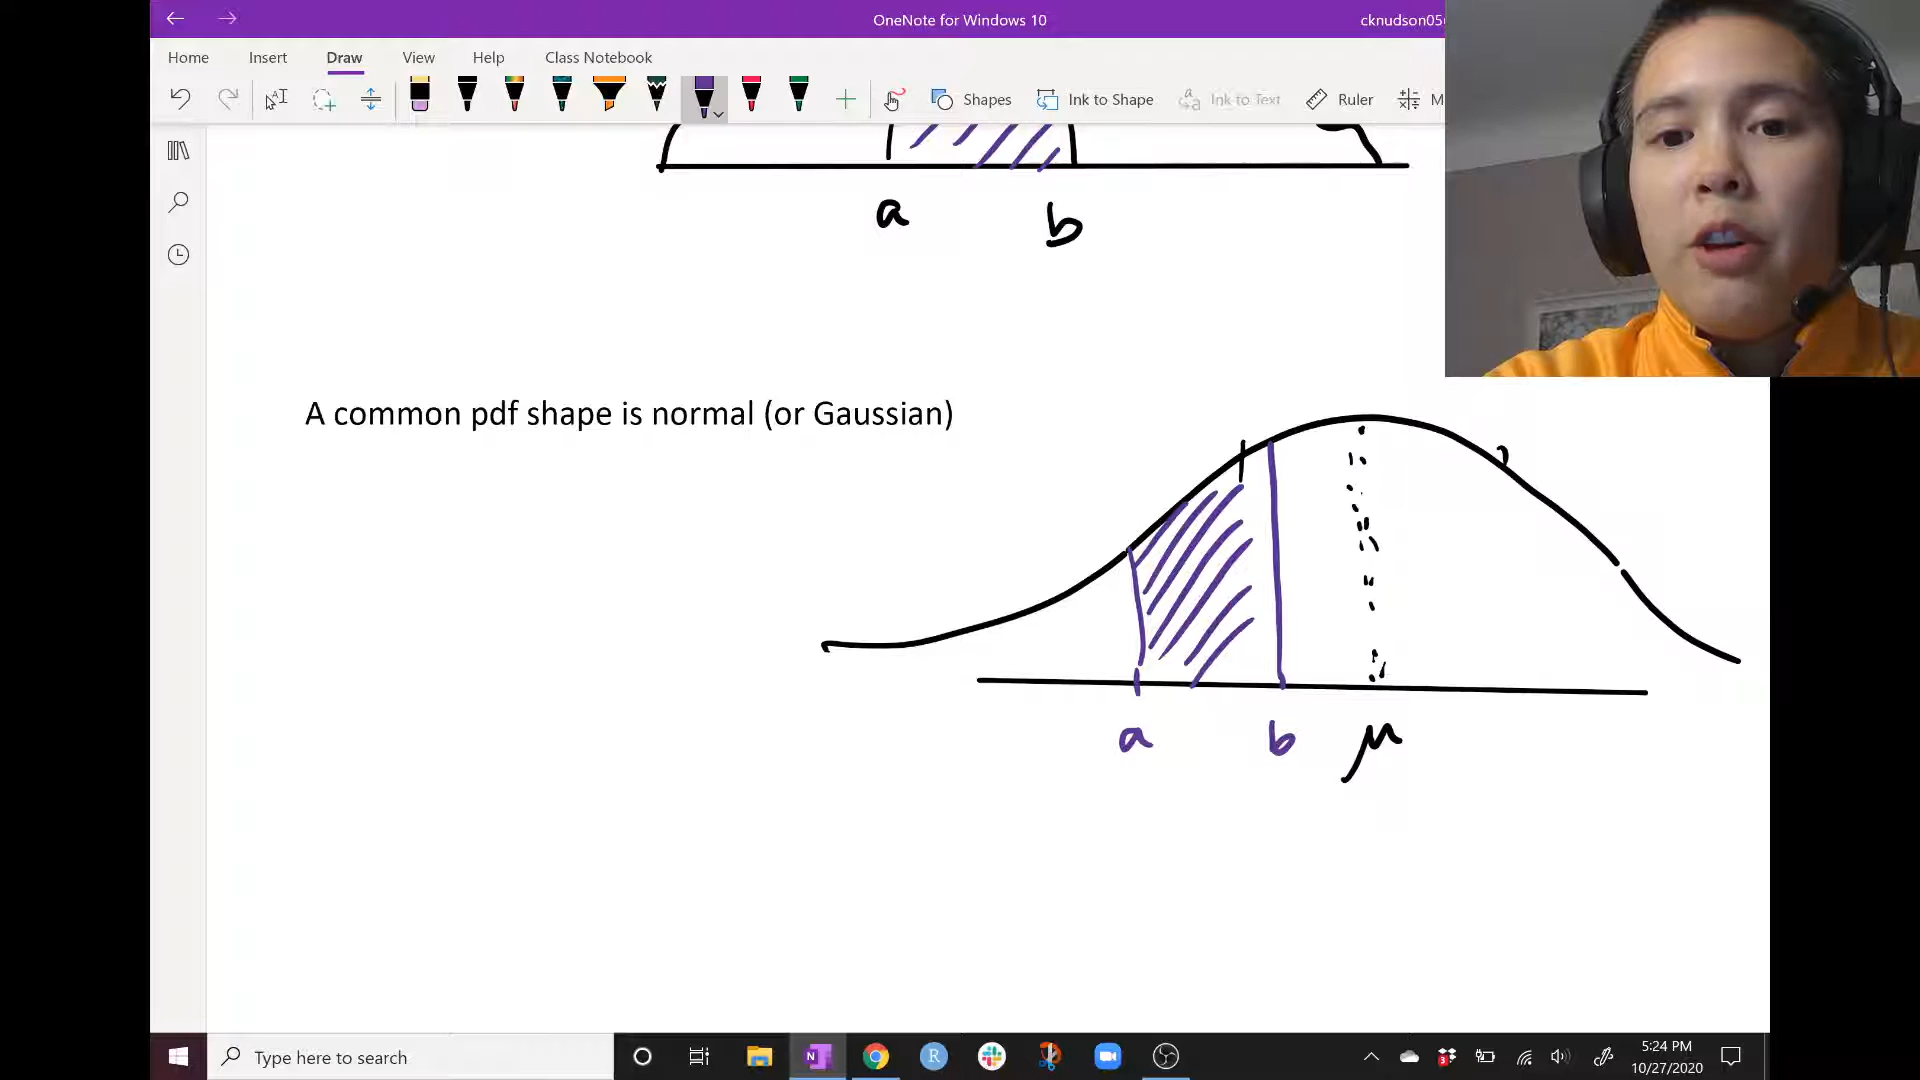 OneNote for Windows 10
cknudson05
Home Insert Draw View Help Class Notebook
Shapes Ink to Shape Ink to Text Ruler M
a b
A common pdf shape is normal (or Gaussian)
a b μ
Type here to search
5:24 PM
10/27/2020